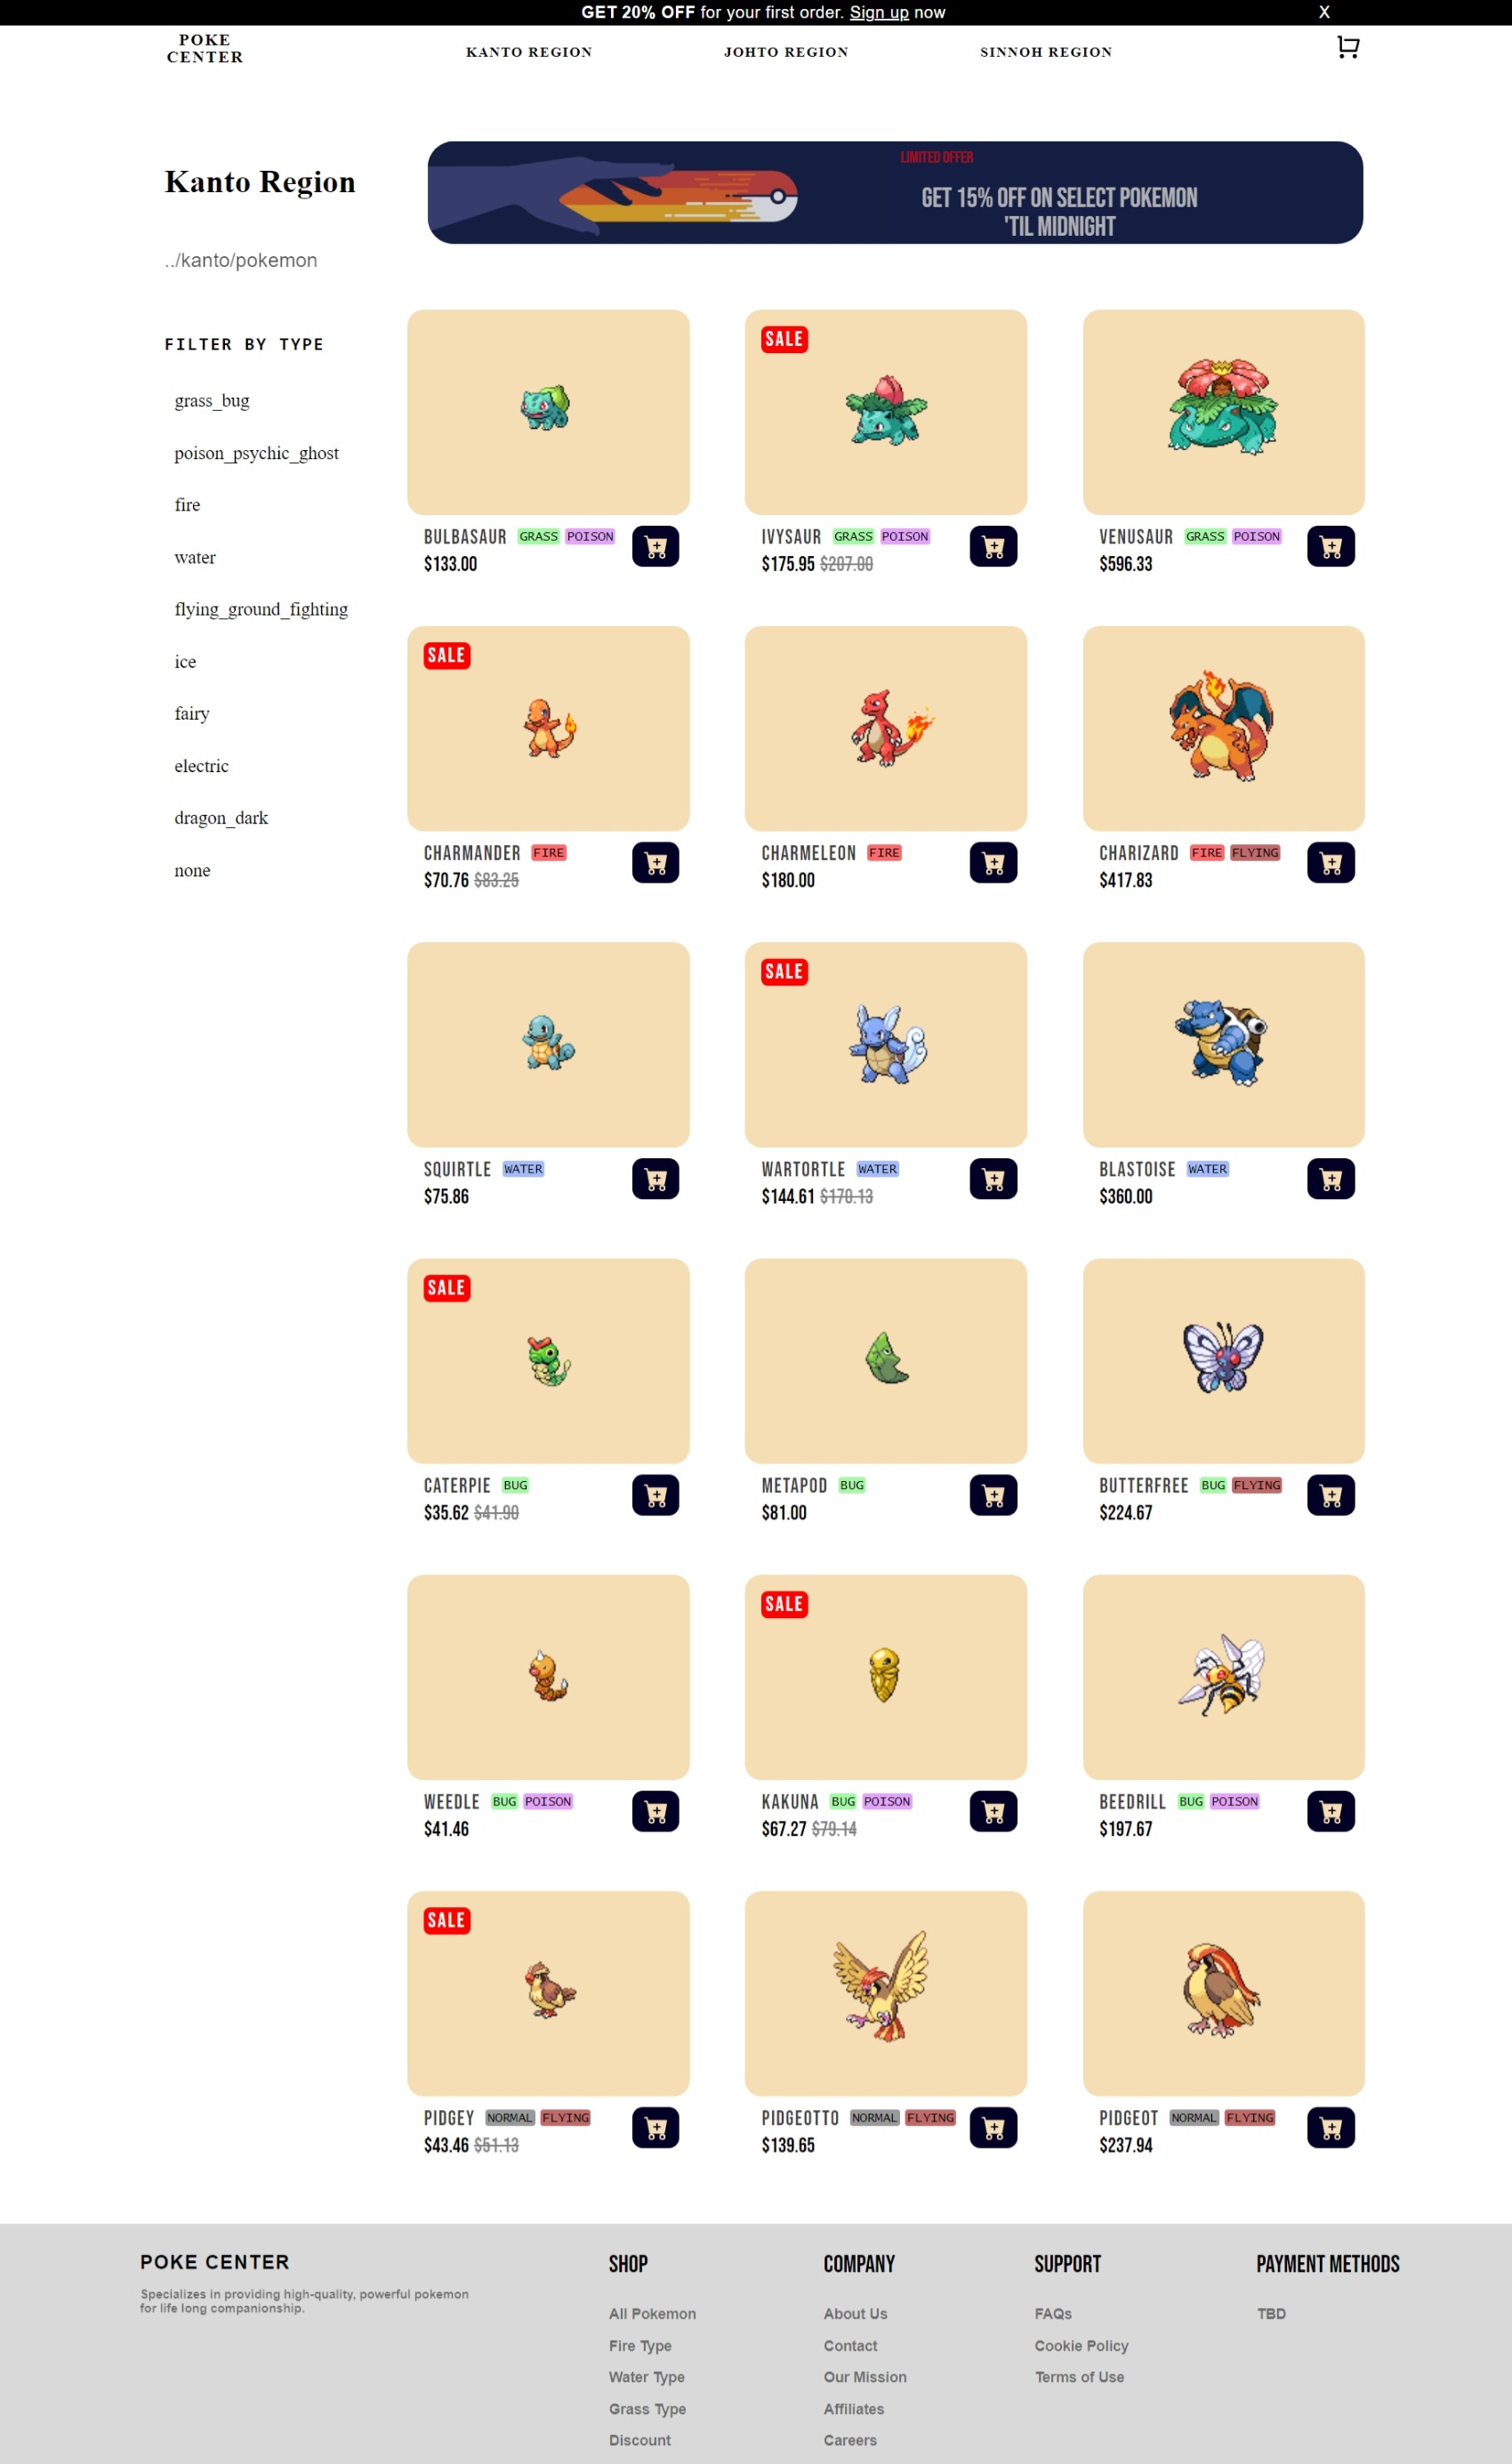 GET 20% OFF for your first order. Sign up now X
POKE
CENTER
KANTO REGION JOHTO REGION SINNOH REGION
Kanto Region
../kanto/pokemon
LIMITED OFFER
GET 15% OFF ON SELECT POKEMON
'TIL MIDNIGHT
FILTER BY TYPE
grass_bug
poison_psychic_ghost
fire
water
flying_ground_fighting
ice
fairy
electric
dragon_dark
none
BULBASAUR GRASS POISON
$133.00
SALE
IVYSAUR GRASS POISON
$175.95 $207.00
VENUSAUR GRASS POISON
$596.33
SALE
CHARMANDER FIRE
$70.76 $83.25
CHARMELEON FIRE
$180.00
CHARIZARD FIRE FLYING
$417.83
SQUIRTLE WATER
$75.86
SALE
WARTORTLE WATER
$144.61 $170.13
BLASTOISE WATER
$360.00
SALE
CATERPIE BUG
$35.62 $41.90
METAPOD BUG
$81.00
BUTTERFREE BUG FLYING
$224.67
WEEDLE BUG POISON
$41.46
SALE
KAKUNA BUG POISON
$67.27 $79.14
BEEDRILL BUG POISON
$197.67
SALE
PIDGEY NORMAL FLYING
$43.46 $51.13
PIDGEOTTO NORMAL FLYING
$139.65
PIDGEOT NORMAL FLYING
$237.94
POKE CENTER
Specializes in providing high-quality, powerful pokemon
for life long companionship.
SHOP
All Pokemon
Fire Type
Water Type
Grass Type
Discount
COMPANY
About Us
Contact
Our Mission
Affiliates
Careers
SUPPORT
FAQs
Cookie Policy
Terms of Use
PAYMENT METHODS
TBD